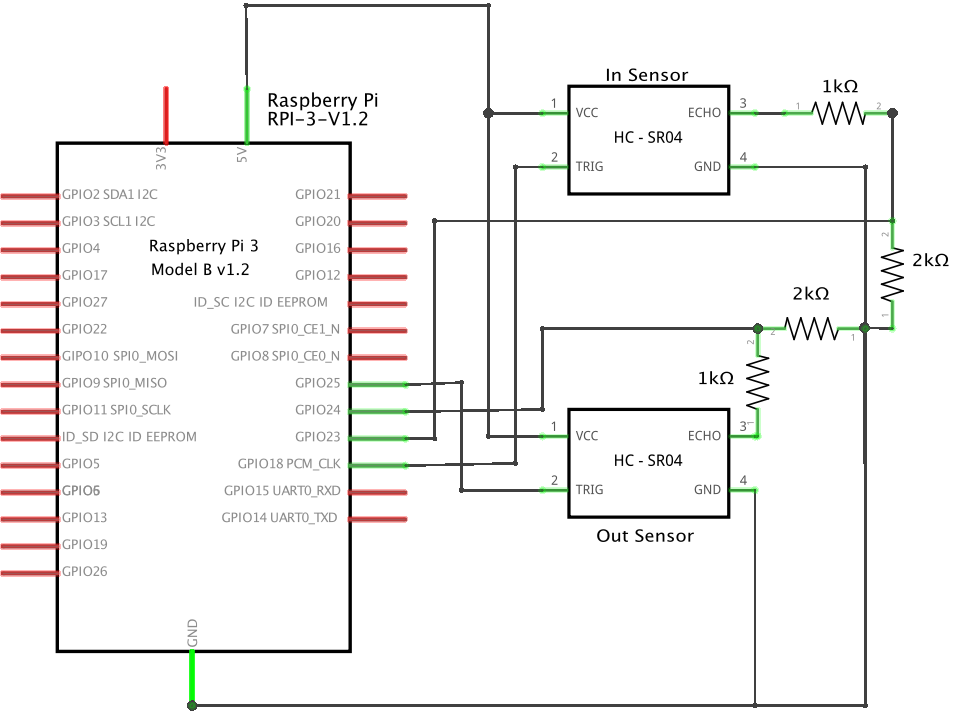 In Sensor
1kΩ
Raspberry Pi
RPI-3-V1.2
3V3
5V
1 VCC ECHO 3
1 2
HC - SR04
2 TRIG GND 4
GPIO2 SDA1 I2C
GPIO21
GPIO3 SCL1 I2C
GPIO20
GPIO4
Raspberry Pi 3
GPIO16
Model B v1.2
GPIO17
GPIO12
2
2kΩ
1
GPIO27
ID_SC I2C ID EEPROM
2kΩ
2 1
GPIO22
GPIO7 SPI0_CE1_N
GIPO10 SPI0_MOSI
GPIO8 SPI0_CE0_N
2
1kΩ
1
GPIO9 SPI0_MISO
GPIO25
GPIO11 SPI0_SCLK
GPIO24
ID_SD I2C ID EEPROM
GPIO23
1 VCC ECHO 3
HC - SR04
GPIO5
GPIO18 PCM_CLK
GPIO6
GPIO15 UART0_RXD
2 TRIG GND 4
GPIO13
GPIO14 UART0_TXD
Out Sensor
GPIO19
GPIO26
GND